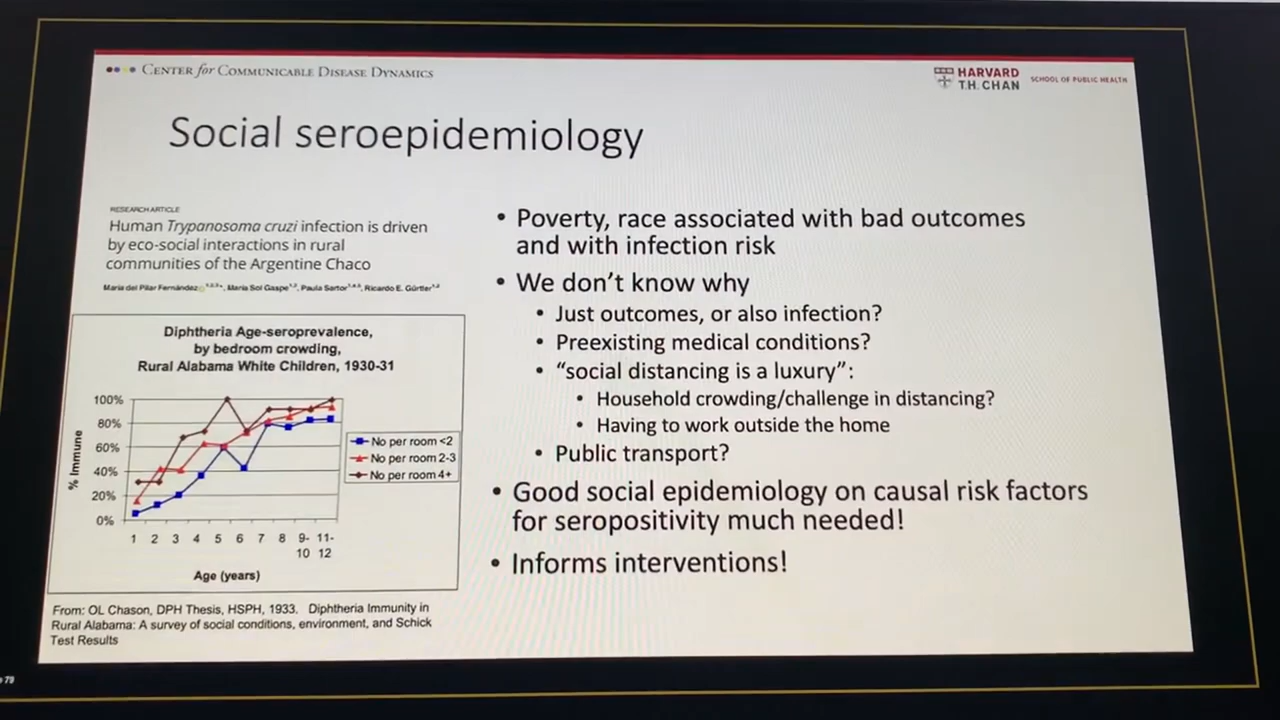 CENTER for COMMUNICABLE DISEASE DYNAMICS
HARVARD
T.H. CHAN
SCHOOL OF PUBLIC HEALTH
Social seroepidemiology
RESEARCH ARTICLE
Human Trypanosoma cruzi infection is driven
by eco-social interactions in rural
communities of the Argentine Chaco
María del Pilar Fernández, María Sol Gaspe, Paula Sartor, Ricardo E. Gürtler
Diphtheria Age-seroprevalence,
by bedroom crowding,
Rural Alabama White Children, 1930-31
100%
80%
60%
40%
20%
0%
% Immune
1 2 3 4 5 6 7 8 9- 11-
10 12
Age (years)
No per room <2
No per room 2-3
No per room 4+
From: OL Chason, DPH Thesis, HSPH, 1933. Diphtheria Immunity in
Rural Alabama: A survey of social conditions, environment, and Schick
Test Results
• Poverty, race associated with bad outcomes
and with infection risk
• We don't know why
• Just outcomes, or also infection?
• Preexisting medical conditions?
• "social distancing is a luxury":
• Household crowding/challenge in distancing?
• Having to work outside the home
• Public transport?
• Good social epidemiology on causal risk factors
for seropositivity much needed!
• Informs interventions!
79